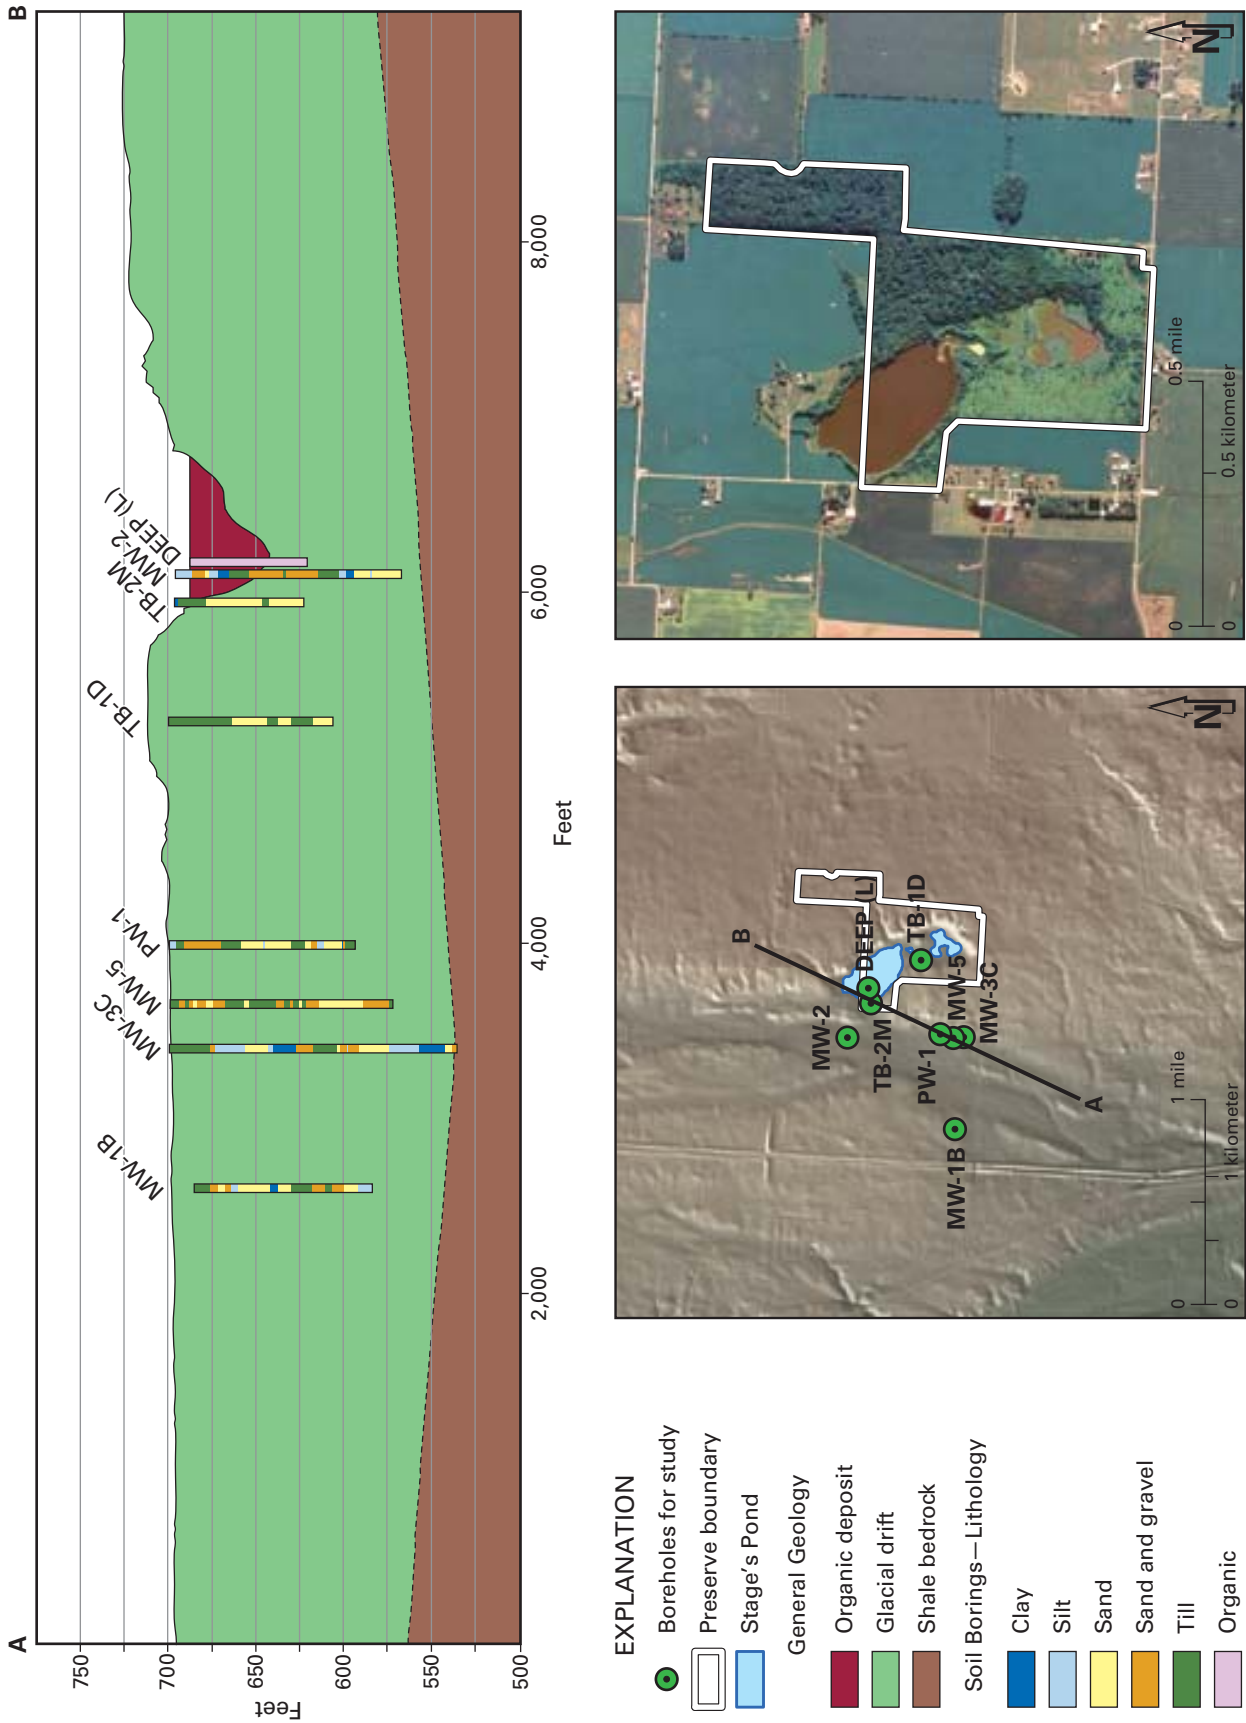 A
B
Feet
750
700
650
600
550
500
MW-1B
MW-3C
MW-5
PW-1
TB-1D
TB-2M
MW-2
DEEP (L)
2,000
4,000
6,000
8,000
Feet
EXPLANATION
Boreholes for study
Preserve boundary
Stage's Pond
General Geology
Organic deposit
Glacial drift
Shale bedrock
Soil Borings—Lithology
Clay
Silt
Sand
Sand and gravel
Till
Organic
B
MW-2
DEEP (L)
TB-2M
TB-1D
PW-1
MW-5
MW-3C
MW-1B
A
0
1 mile
0
1 kilometer
N
0
0.5 mile
0
0.5 kilometer
N